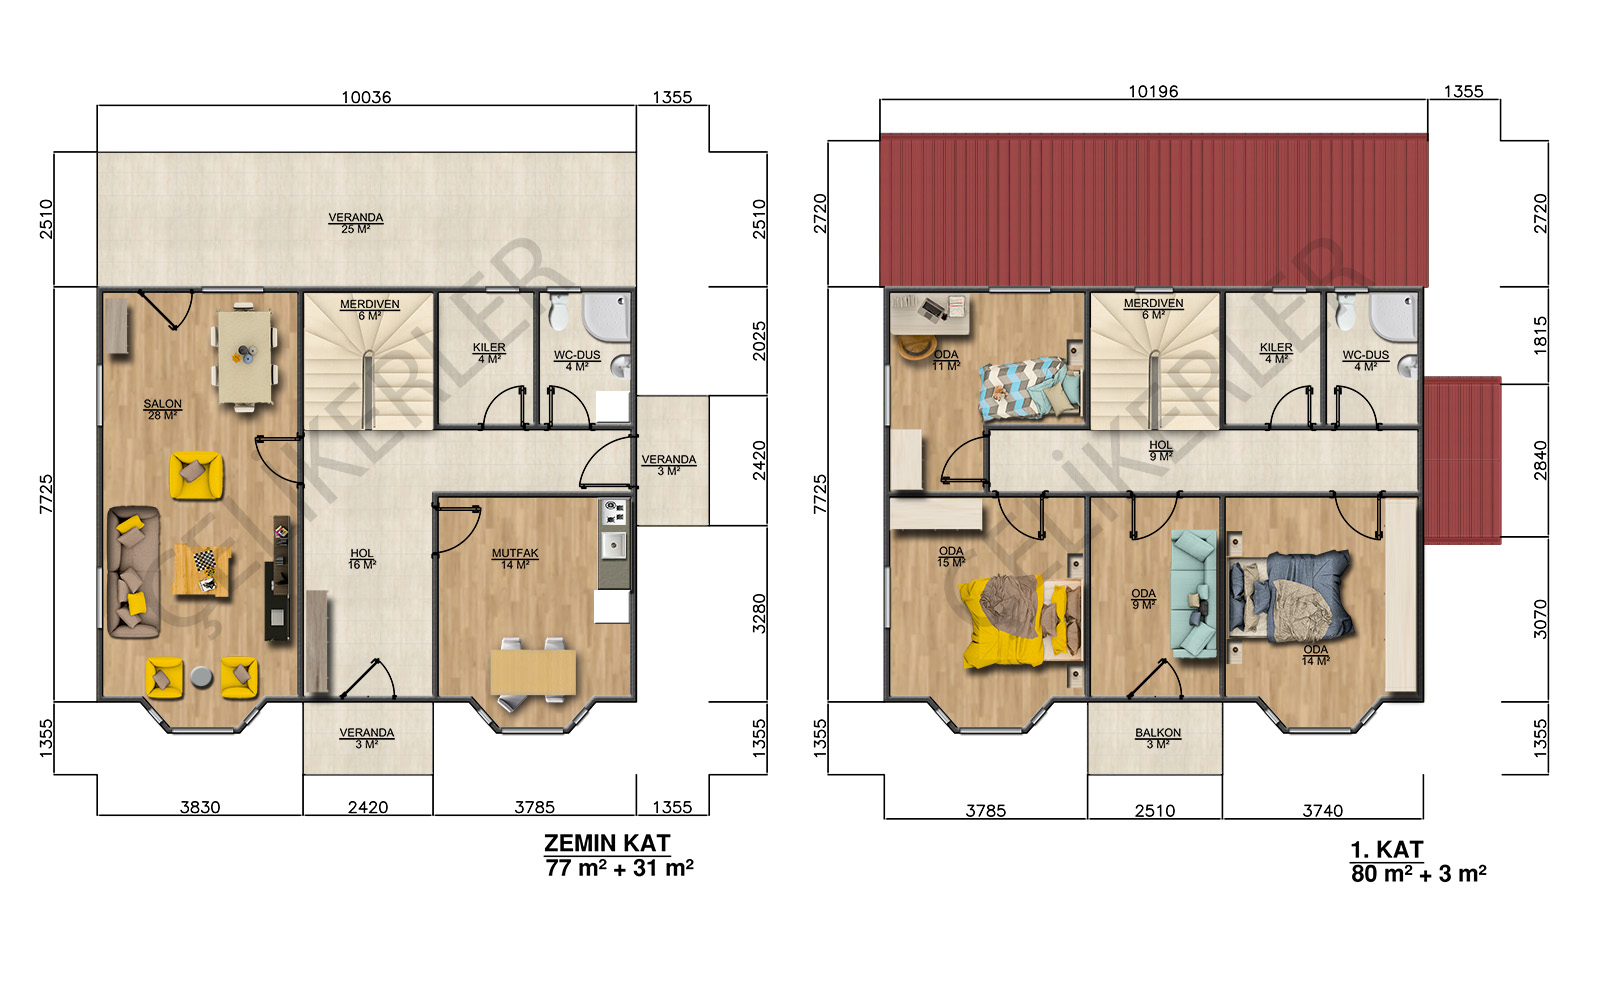 10036
1355
2510
2510
VERANDA
25 M²
MERDIVEN
6 M²
KILER
4 M²
WC-DUS
4 M²
2025
SALON
28 M²
VERANDA
3 M²
2420
7725
HOL
16 M²
MUTFAK
14 M²
3280
VERANDA
3 M²
1355
1355
3830
2420
3785
1355
ZEMIN KAT
77 m² + 31 m²
ÇELİKERLER
10196
1355
2720
2720
MERDIVEN
6 M²
ODA
11 M²
KILER
4 M²
WC-DUS
4 M²
1815
HOL
9 M²
2840
7725
ODA
15 M²
ODA
9 M²
ODA
14 M²
3070
BALKON
3 M²
1355
1355
3785
2510
3740
1. KAT
80 m² + 3 m²
ÇELİKERLER